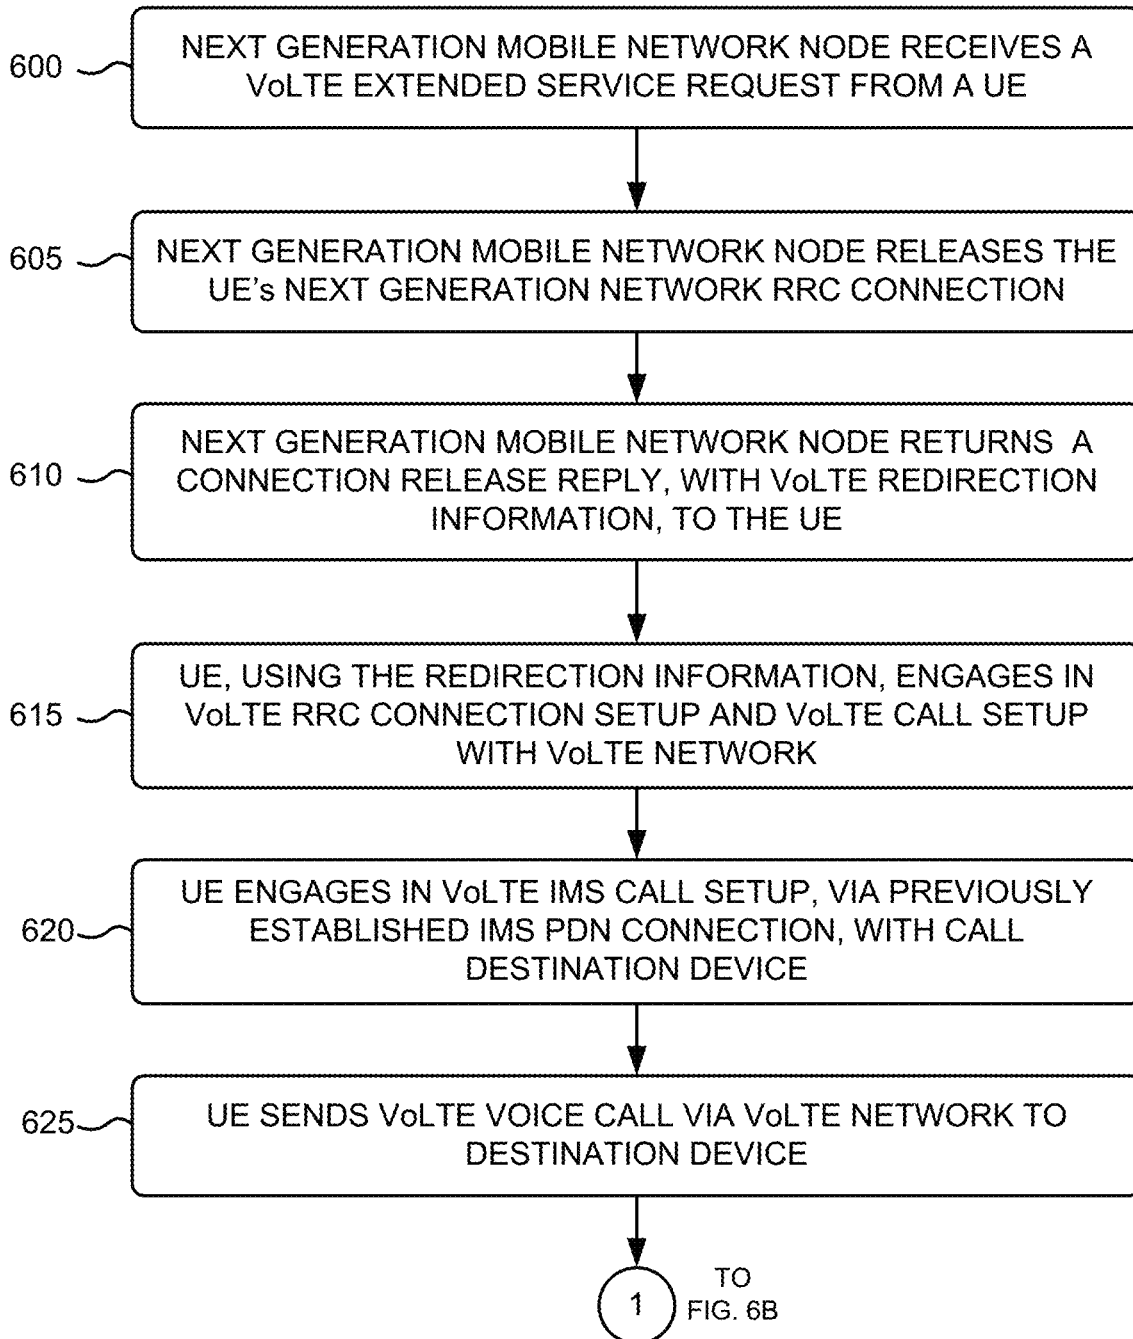 600
NEXT GENERATION MOBILE NETWORK NODE RECEIVES A
VoLTE EXTENDED SERVICE REQUEST FROM A UE
605
NEXT GENERATION MOBILE NETWORK NODE RELEASES THE
UE's NEXT GENERATION NETWORK RRC CONNECTION
610
NEXT GENERATION MOBILE NETWORK NODE RETURNS A
CONNECTION RELEASE REPLY, WITH VoLTE REDIRECTION
INFORMATION, TO THE UE
615
UE, USING THE REDIRECTION INFORMATION, ENGAGES IN
VoLTE RRC CONNECTION SETUP AND VoLTE CALL SETUP
WITH VoLTE NETWORK
620
UE ENGAGES IN VoLTE IMS CALL SETUP, VIA PREVIOUSLY
ESTABLISHED IMS PDN CONNECTION, WITH CALL
DESTINATION DEVICE
625
UE SENDS VoLTE VOICE CALL VIA VoLTE NETWORK TO
DESTINATION DEVICE
1
TO
FIG. 6B